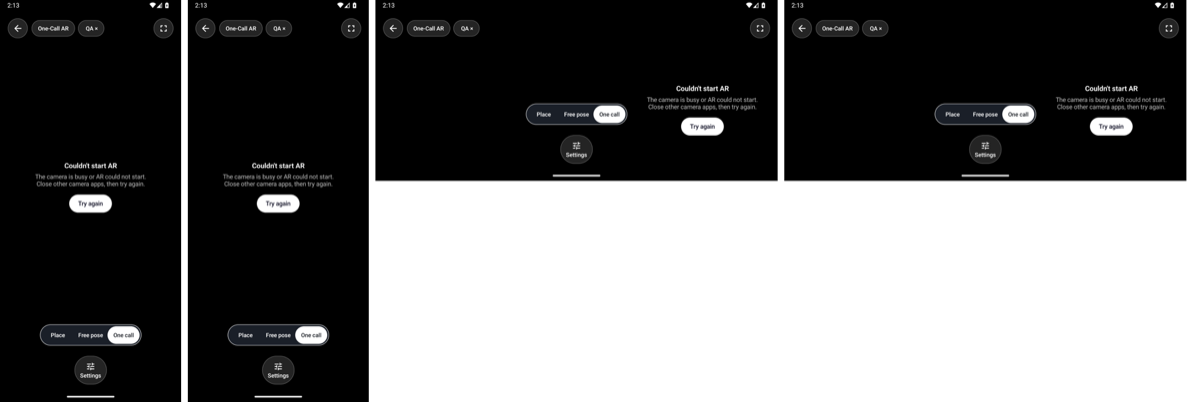 2:13
One-Call AR QA ×
Couldn't start AR
The camera is busy or AR could not start.
Close other camera apps, then try again.
Try again
Place Free pose One call
Settings
2:13
One-Call AR QA ×
Couldn't start AR
The camera is busy or AR could not start.
Close other camera apps, then try again.
Try again
Place Free pose One call
Settings
2:13
One-Call AR QA ×
Couldn't start AR
The camera is busy or AR could not start.
Close other camera apps, then try again.
Place Free pose One call
Try again
Settings
2:13
One-Call AR QA ×
Couldn't start AR
The camera is busy or AR could not start.
Close other camera apps, then try again.
Place Free pose One call
Try again
Settings